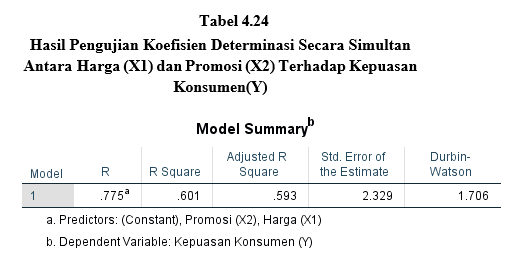 Tabel 4.24
Hasil Pengujian Koefisien Determinasi Secara Simultan
Antara Harga (X1) dan Promosi (X2) Terhadap Kepuasan
Konsumen(Y)
Model Summaryb
Model R R Square Adjusted R Square Std. Error of the Estimate Durbin-Watson
1 .775a .601 .593 2.329 1.706
a. Predictors: (Constant), Promosi (X2), Harga (X1)
b. Dependent Variable: Kepuasan Konsumen (Y)